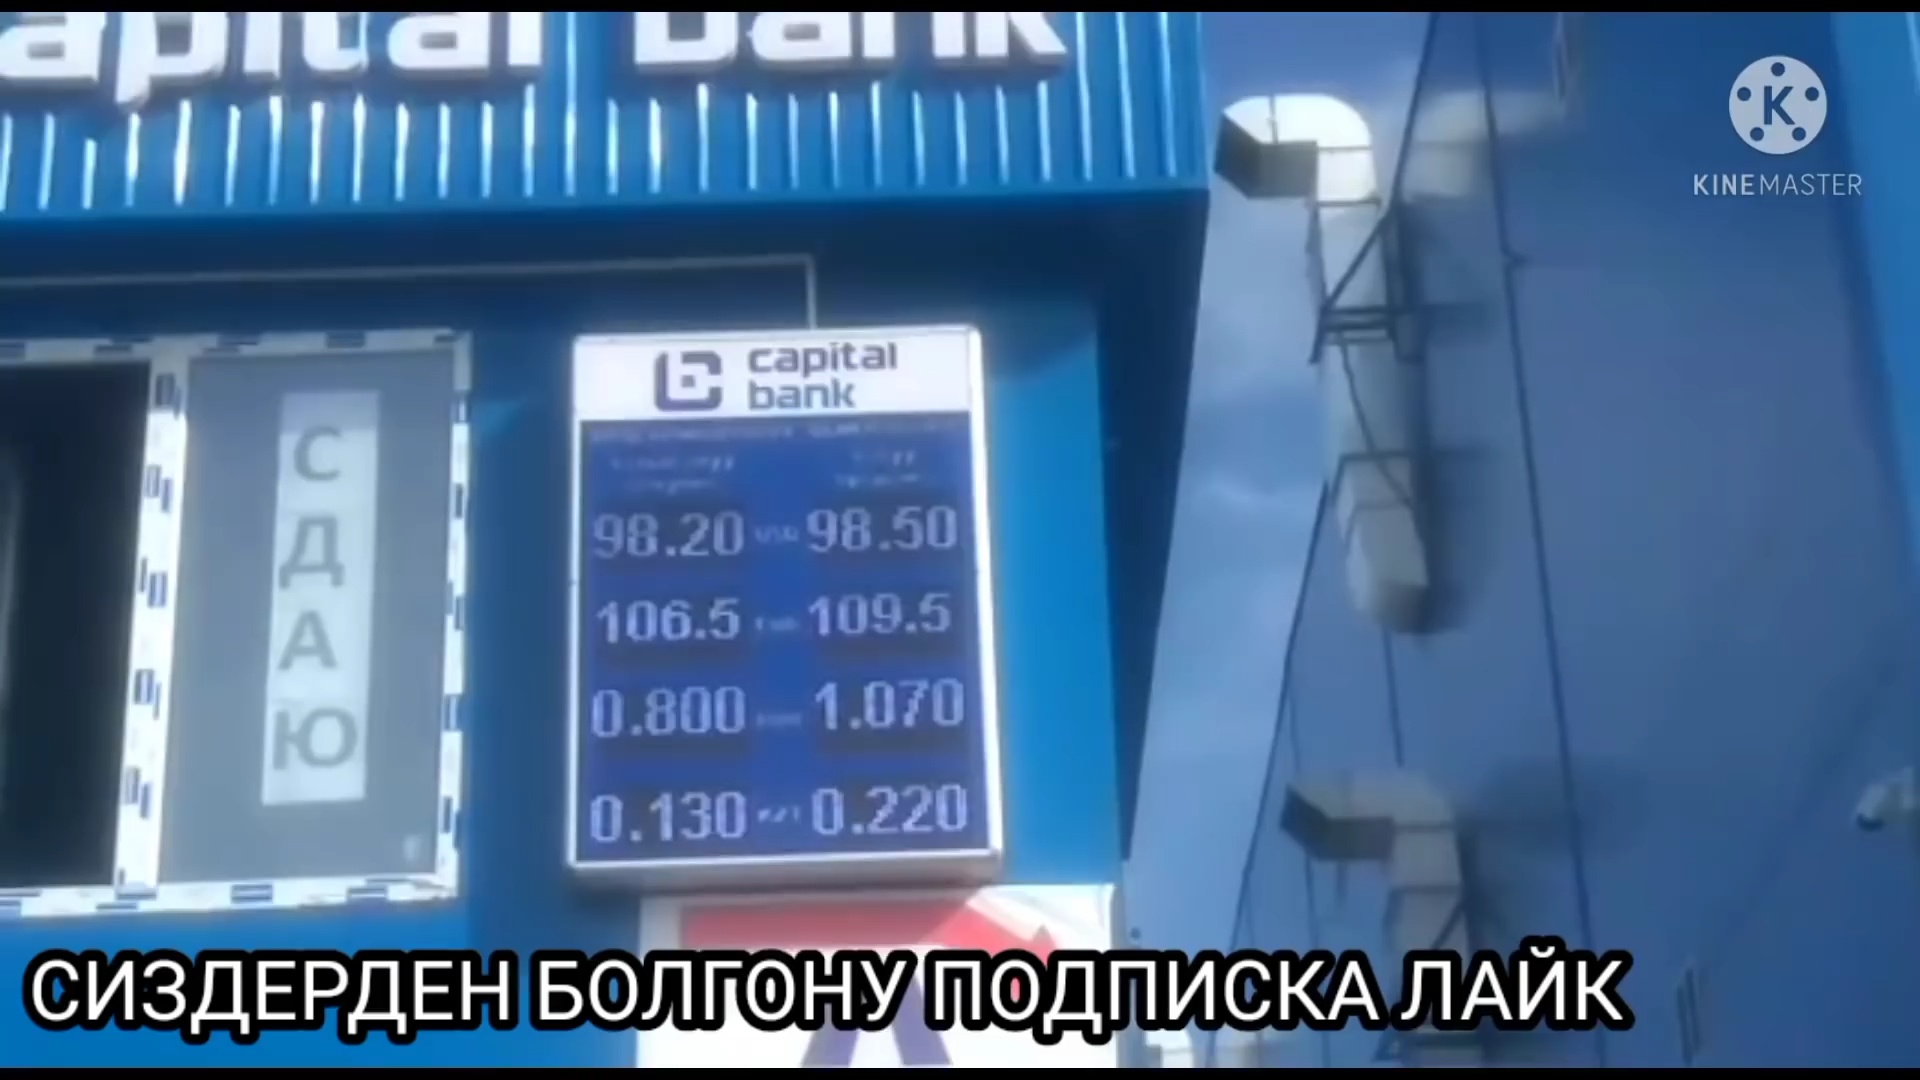 apital bank
K
KINEMASTER
capital
bank
98.20 98.50
106.5 109.5
0.800 1.070
0.130 KZT 0.220
С
Д
А
Ю
СИЗДЕРДЕН БОЛГОНУ ПОДПИСКА ЛАЙК